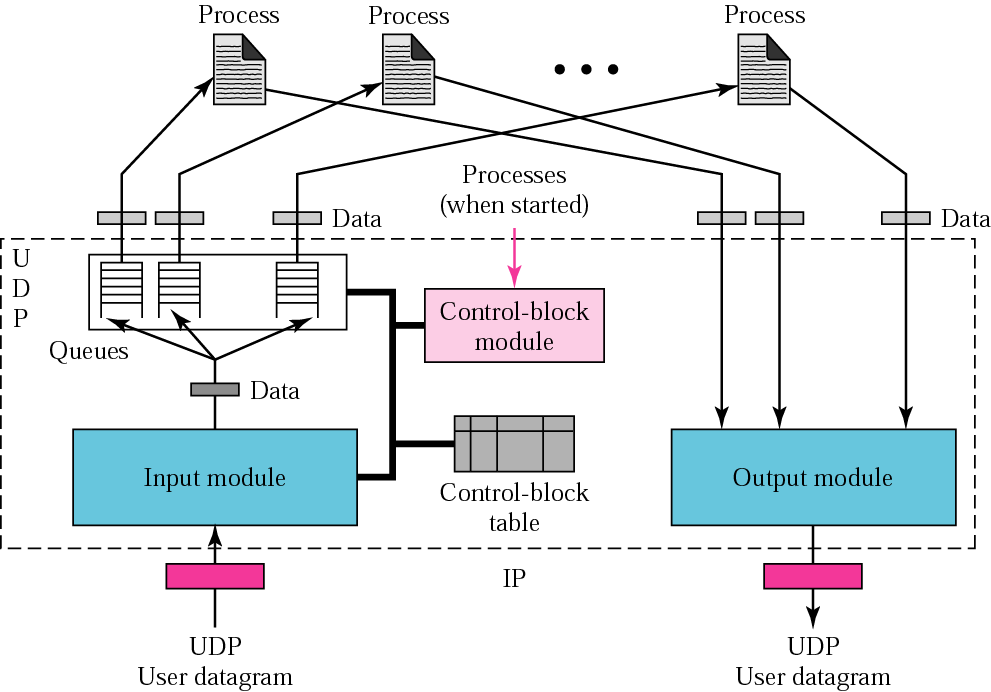 Process
Process
Process
Processes
(when started)
Data
Data
U
D
P
Control-block
module
Queues
Data
Input module
Output module
Control-block
table
IP
UDP
User datagram
UDP
User datagram